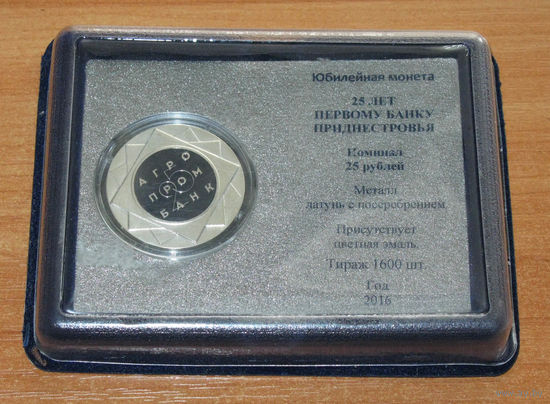 АГРО
ПРОМ
БАНК
Юбилейная монета
25 ЛЕТ
ПЕРВОМУ БАНКУ
ПРИДНЕСТРОВЬЯ
Номинал
25 рублей
Металл
латунь с посеребрением
Присутствует
цветная эмаль.
Тираж 1600 шт.
Год
2016